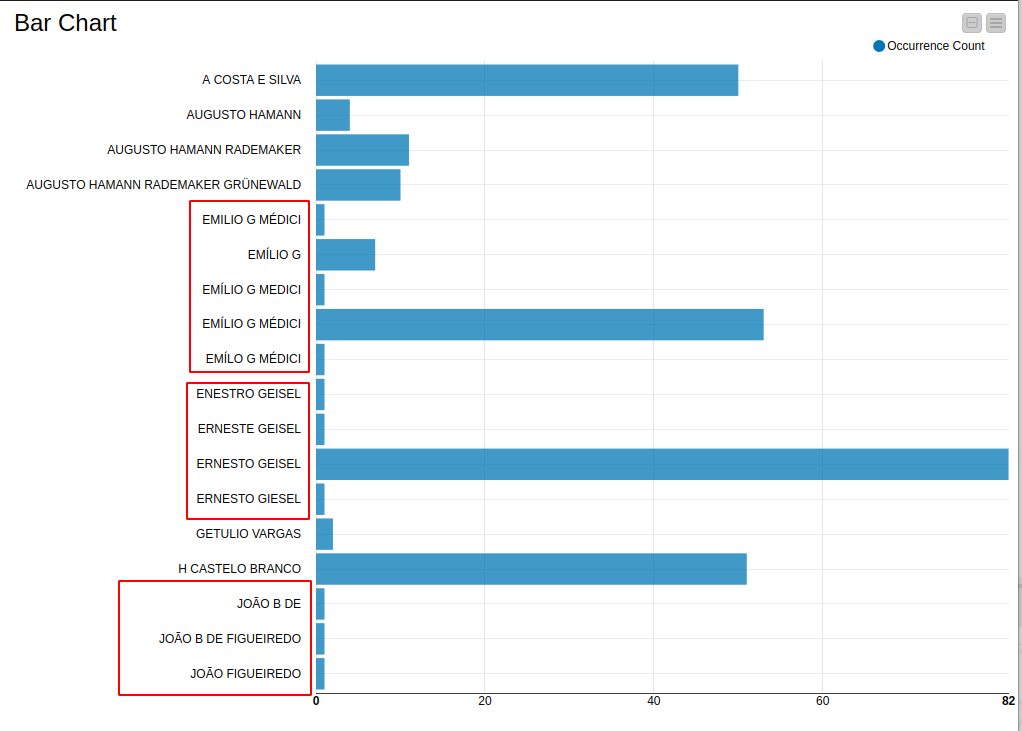 Bar Chart
Occurrence Count
A COSTA E SILVA
AUGUSTO HAMANN
AUGUSTO HAMANN RADEMAKER
AUGUSTO HAMANN RADEMAKER GRÜNEWALD
EMILIO G MÉDICI
EMÍLIO G
EMÍLIO G MEDICI
EMÍLIO G MÉDICI
EMÍLO G MÉDICI
ENESTRO GEISEL
ERNESTE GEISEL
ERNESTO GEISEL
ERNESTO GIESEL
GETULIO VARGAS
H CASTELO BRANCO
JOÃO B DE
JOÃO B DE FIGUEIREDO
JOÃO FIGUEIREDO
0 20 40 60 82